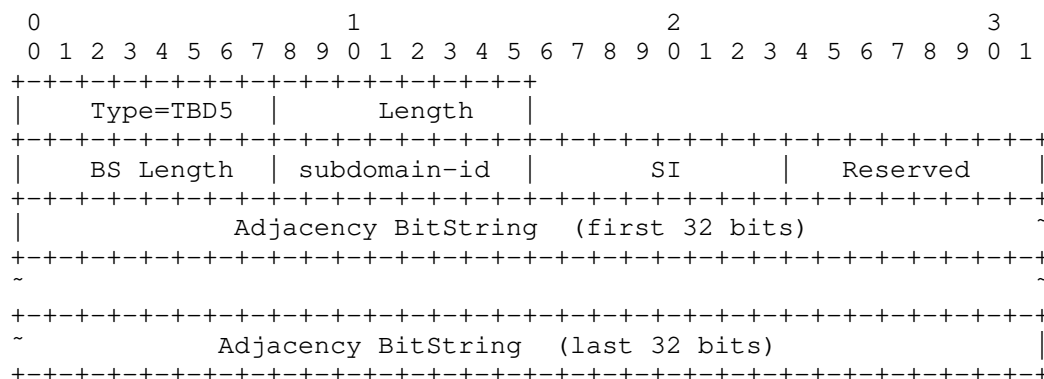 0                   1                   2                   3
 0 1 2 3 4 5 6 7 8 9 0 1 2 3 4 5 6 7 8 9 0 1 2 3 4 5 6 7 8 9 0 1
+-+-+-+-+-+-+-+-+-+-+-+-+-+-+-+-+
|    Type=TBD5   |      Length   |
+-+-+-+-+-+-+-+-+-+-+-+-+-+-+-+-+-+-+-+-+-+-+-+-+-+-+-+-+-+-+-+-+
|    BS Length  | subdomain-id  |       SI      |   Reserved    |
+-+-+-+-+-+-+-+-+-+-+-+-+-+-+-+-+-+-+-+-+-+-+-+-+-+-+-+-+-+-+-+-+
|             Adjacency BitString  (first 32 bits)              ~
+-+-+-+-+-+-+-+-+-+-+-+-+-+-+-+-+-+-+-+-+-+-+-+-+-+-+-+-+-+-+-+-+
~                                                               ~
+-+-+-+-+-+-+-+-+-+-+-+-+-+-+-+-+-+-+-+-+-+-+-+-+-+-+-+-+-+-+-+-+
~            Adjacency BitString  (last 32 bits)                |
+-+-+-+-+-+-+-+-+-+-+-+-+-+-+-+-+-+-+-+-+-+-+-+-+-+-+-+-+-+-+-+-+